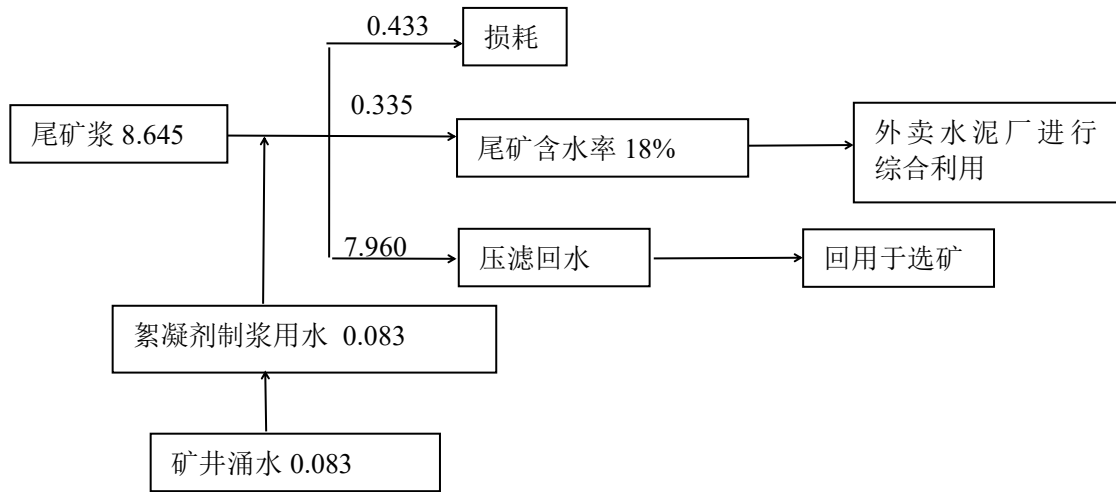 0.433
损耗
尾矿浆 8.645
0.335
尾矿含水率 18%
外卖水泥厂进行
综合利用
7.960
压滤回水
回用于选矿
絮凝剂制浆用水 0.083
矿井涌水 0.083